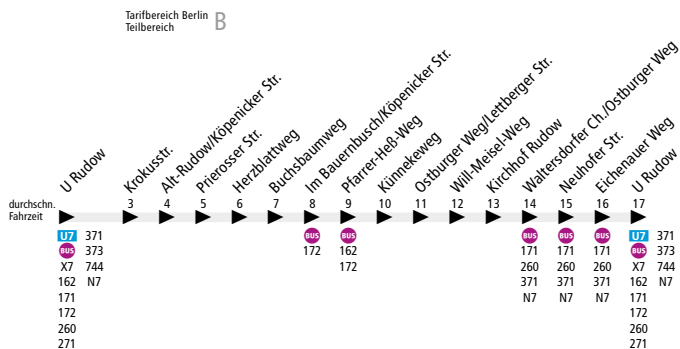 Tarifbereich Berlin
Teilbereich B
U Rudow
Krokusstr.
Alt-Rudow/Köpenicker Str.
Prierosser Str.
Herzblattweg
Buchsbaumweg
Im Bauernbusch/Köpenicker Str.
Pfarrer-Heß-Weg
Künnekeweg
Ostburger Weg/Lettberger Str.
Will-Meisel-Weg
Kirchhof Rudow
Waltersdorfer Ch./Ostburger Weg
Neuhofer Str.
Eichenauer Weg
U Rudow
durchschn. 3 4 5 6 7 8 9 10 11 12 13 14 15 16 17
Fahrzeit
U7 371 BUS BUS BUS BUS BUS U7 371
BUS 373 172 162 171 171 171 BUS 373
X7 744 172 260 260 260 X7 744
162 N7 371 371 371 162 N7
171 N7 N7 N7 171
172 172
260 260
271 271